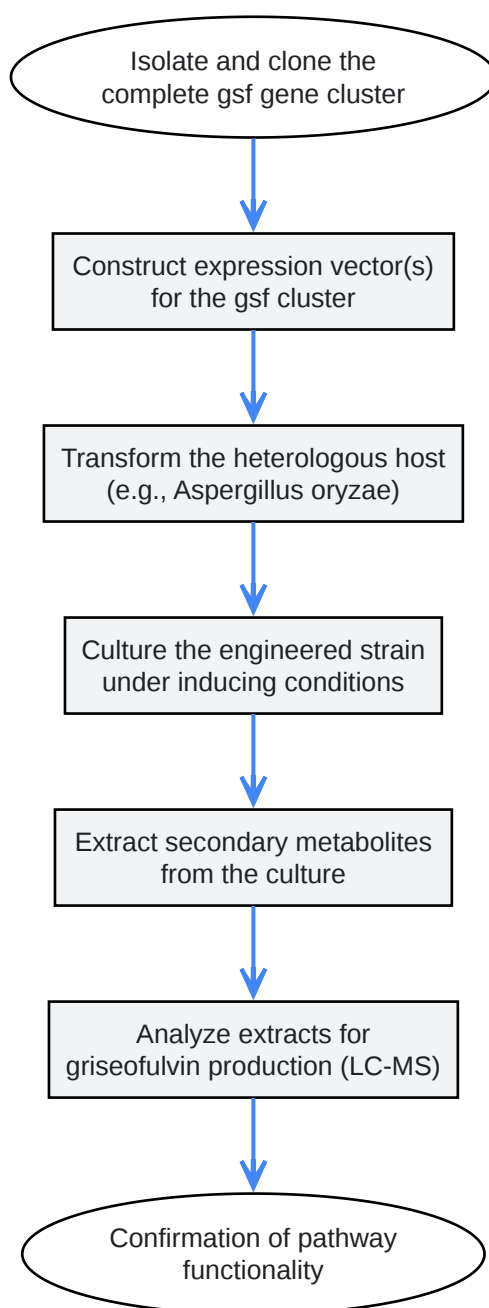 Isolate and clone the
complete gsf gene cluster
Construct expression vector(s)
for the gsf cluster
Transform the heterologous host
(e.g., Aspergillus oryzae)
Culture the engineered strain
under inducing conditions
Extract secondary metabolites
from the culture
Analyze extracts for
griseofulvin production (LC-MS)
Confirmation of pathway
functionality